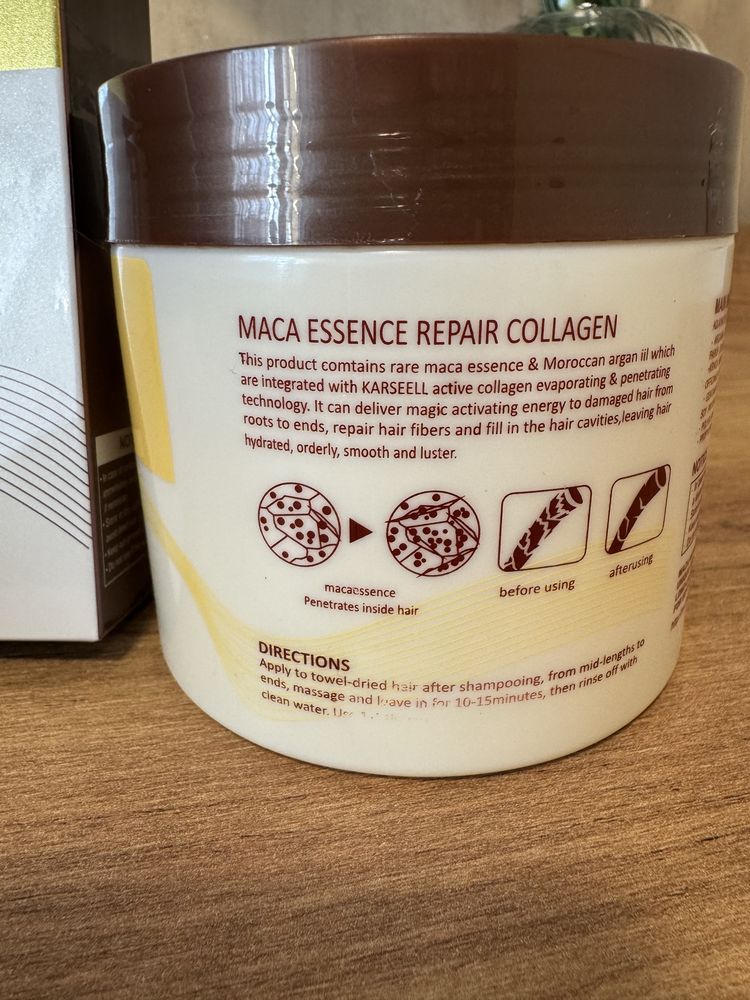 MACA ESSENCE REPAIR COLLAGEN
This product comtains rare maca essence & Moroccan argan iil which
are integrated with KARSEELL active collagen evaporating & penetrating
technology. It can deliver magic activating energy to damaged hair from
roots to ends, repair hair fibers and fill in the hair cavities,leaving hair
hydrated, orderly, smooth and luster.
macaessence
Penetrates inside hair
before using
afterusing
DIRECTIONS
Apply to towel-dried hair after shampooing, from mid-lengths to
ends, massage and leave in for 10-15minutes, then rinse off with
clean water.